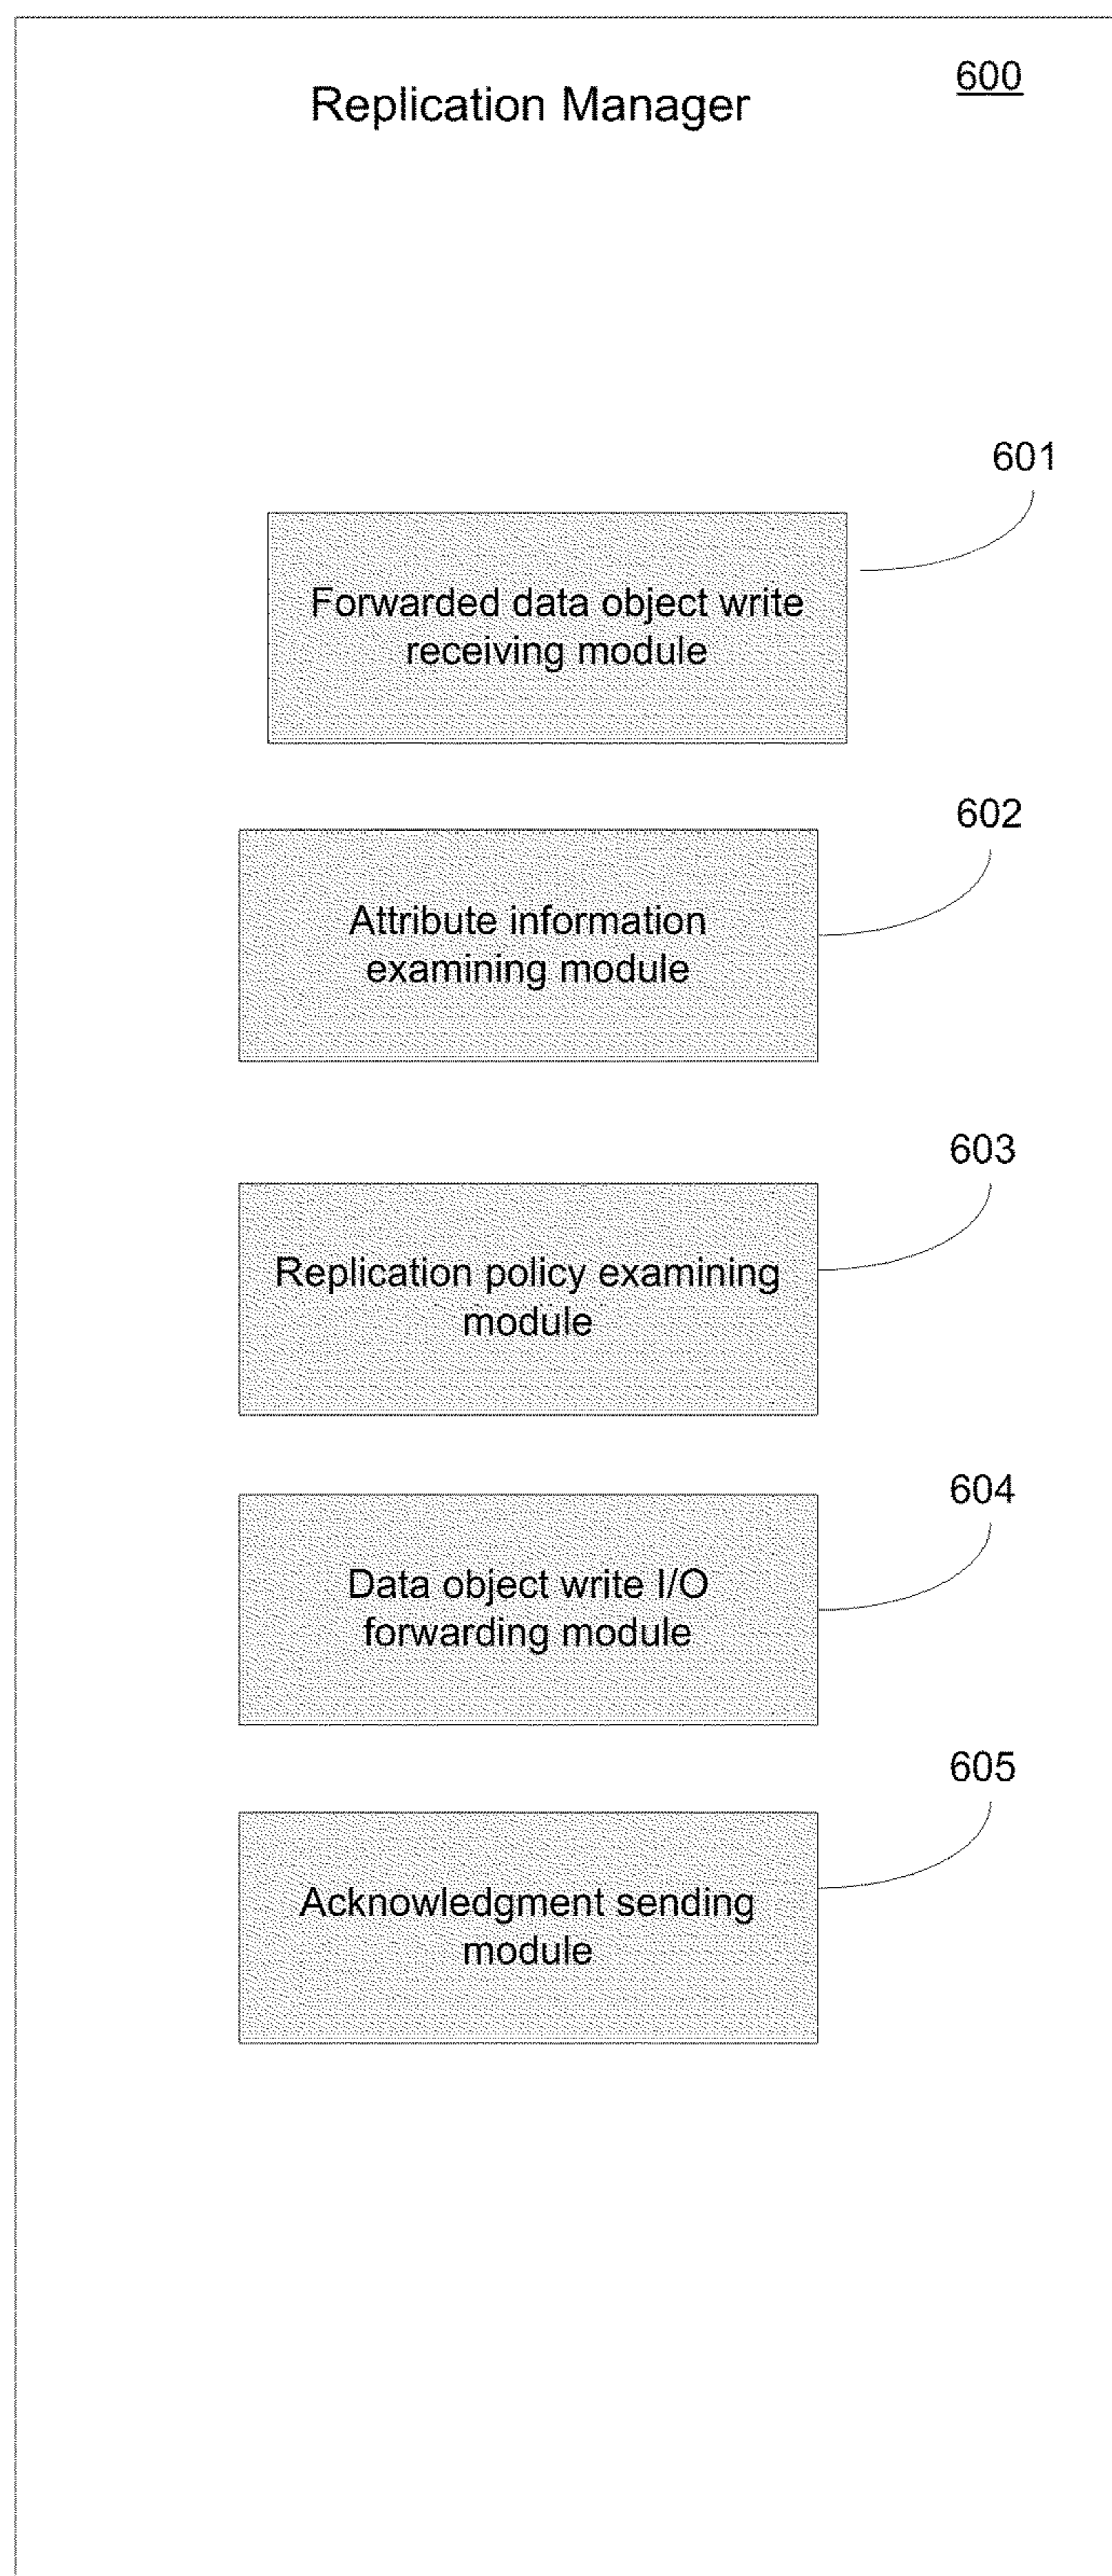 600
Replication Manager
601
Forwarded data object write
receiving module
602
Attribute information
examining module
603
Replication policy examining
module
604
Data object write I/O
forwarding module
605
Acknowledgment sending
module